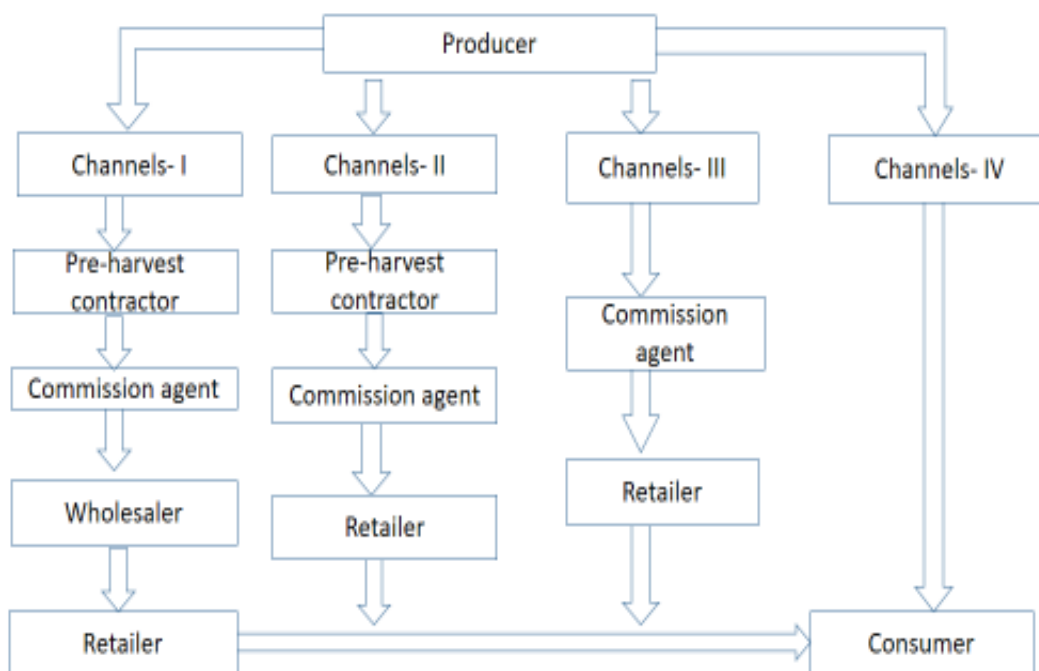 Producer
Channels- I
Channels- II
Channels- III
Channels- IV
Pre-harvest
contractor
Pre-harvest
contractor
Commission
agent
Commission agent
Commission agent
Wholesaler
Retailer
Retailer
Retailer
Consumer